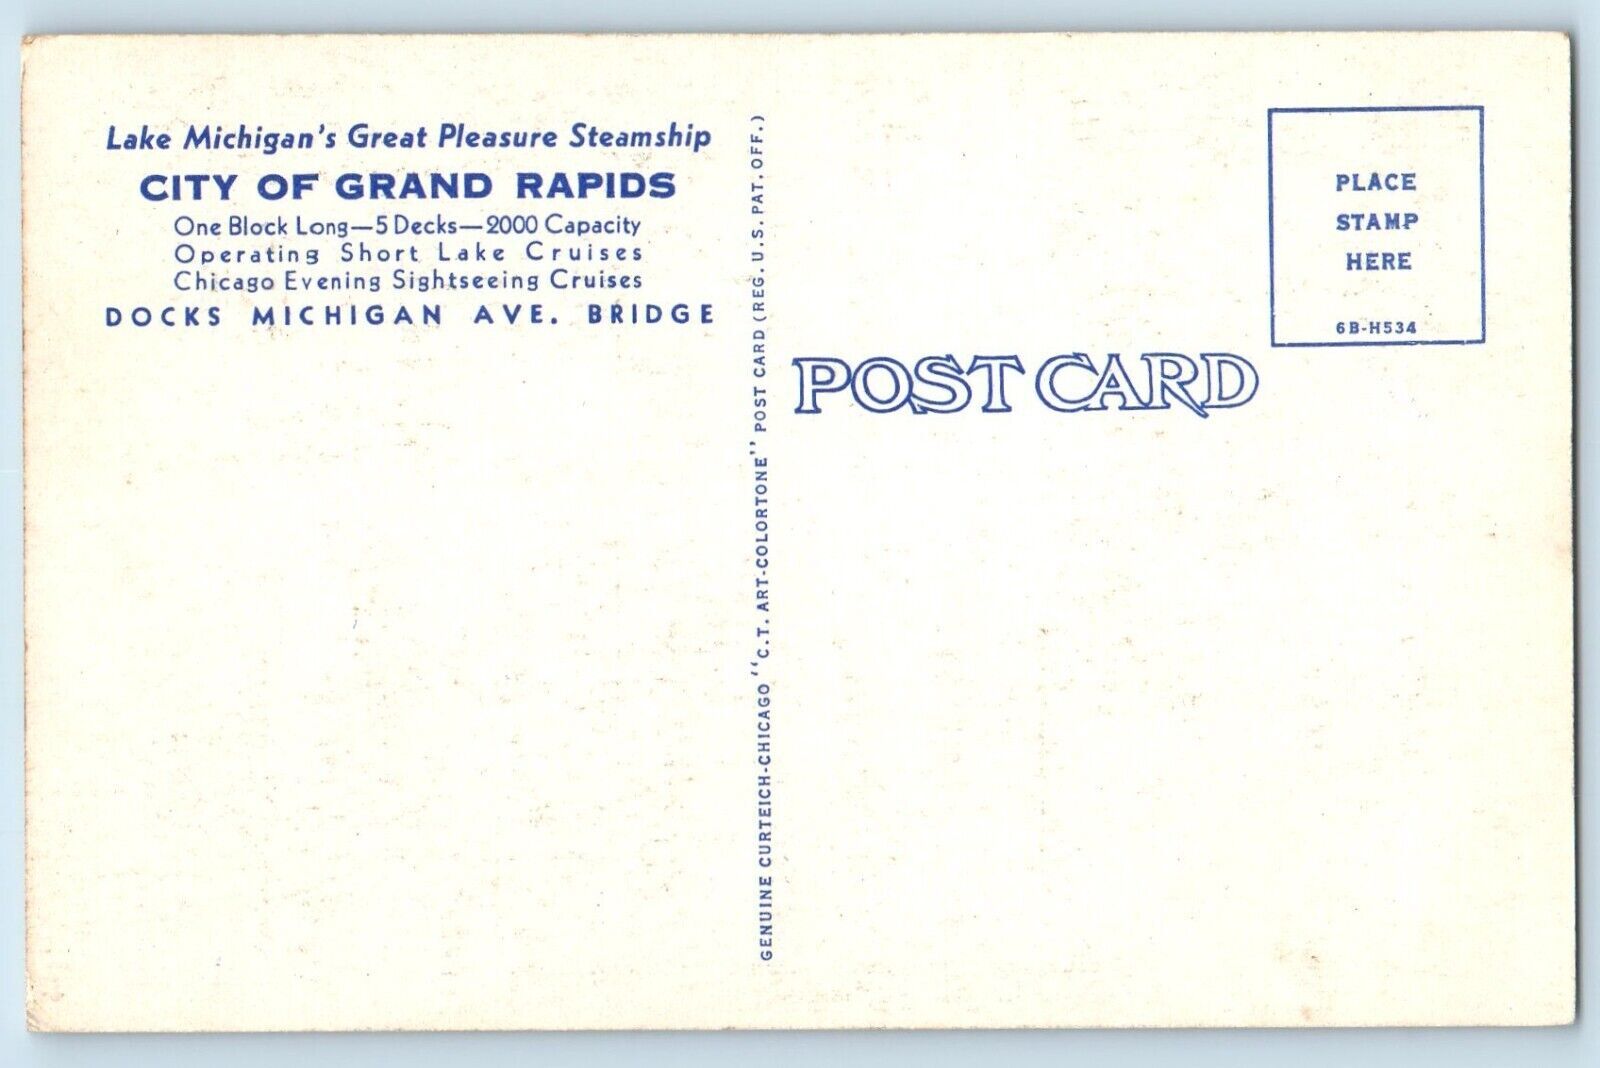 Lake Michigan's Great Pleasure Steamship
CITY OF GRAND RAPIDS
One Block Long—5 Decks—2000 Capacity
Operating Short Lake Cruises
Chicago Evening Sightseeing Cruises
DOCKS MICHIGAN AVE. BRIDGE
GENUINE CURTEICH-CHICAGO "C.T. ART-COLORTONE" POST CARD (REG. U.S. PAT. OFF.)
POST CARD
PLACE
STAMP
HERE
6B-H534